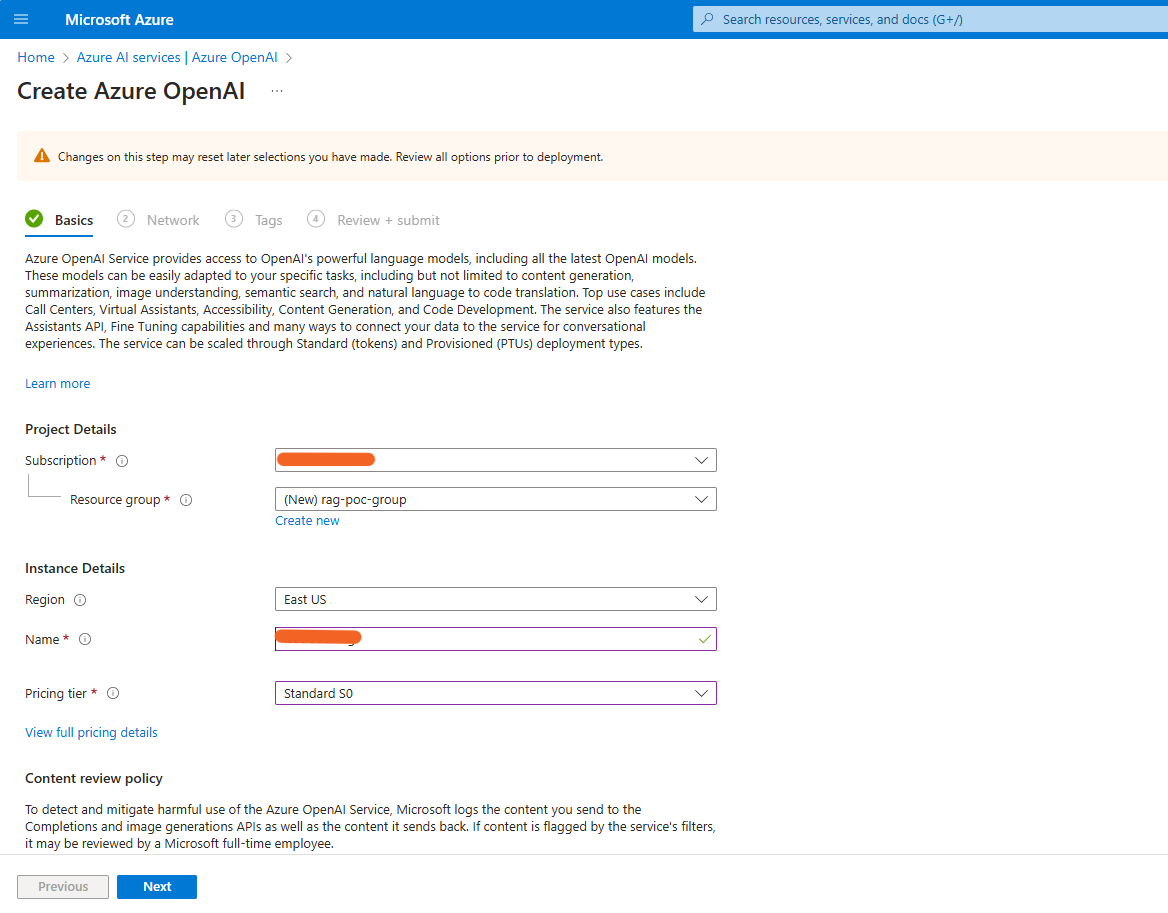 Microsoft Azure
Search resources, services, and docs (G+/)
Home > Azure AI services | Azure OpenAI >
Create Azure OpenAI ...
Changes on this step may reset later selections you have made. Review all options prior to deployment.
Basics 2 Network 3 Tags 4 Review + submit
Azure OpenAI Service provides access to OpenAI's powerful language models, including all the latest OpenAI models.
These models can be easily adapted to your specific tasks, including but not limited to content generation,
summarization, image understanding, semantic search, and natural language to code translation. Top use cases include
Call Centers, Virtual Assistants, Accessibility, Content Generation, and Code Development. The service also features the
Assistants API, Fine Tuning capabilities and many ways to connect your data to the service for conversational
experiences. The service can be scaled through Standard (tokens) and Provisioned (PTUs) deployment types.
Learn more
Project Details
Subscription *
Resource group * (New) rag-poc-group
Create new
Instance Details
Region East US
Name *
Pricing tier * Standard S0
View full pricing details
Content review policy
To detect and mitigate harmful use of the Azure OpenAI Service, Microsoft logs the content you send to the
Completions and image generations APIs as well as the content it sends back. If content is flagged by the service's filters,
it may be reviewed by a Microsoft full-time employee.
Previous Next